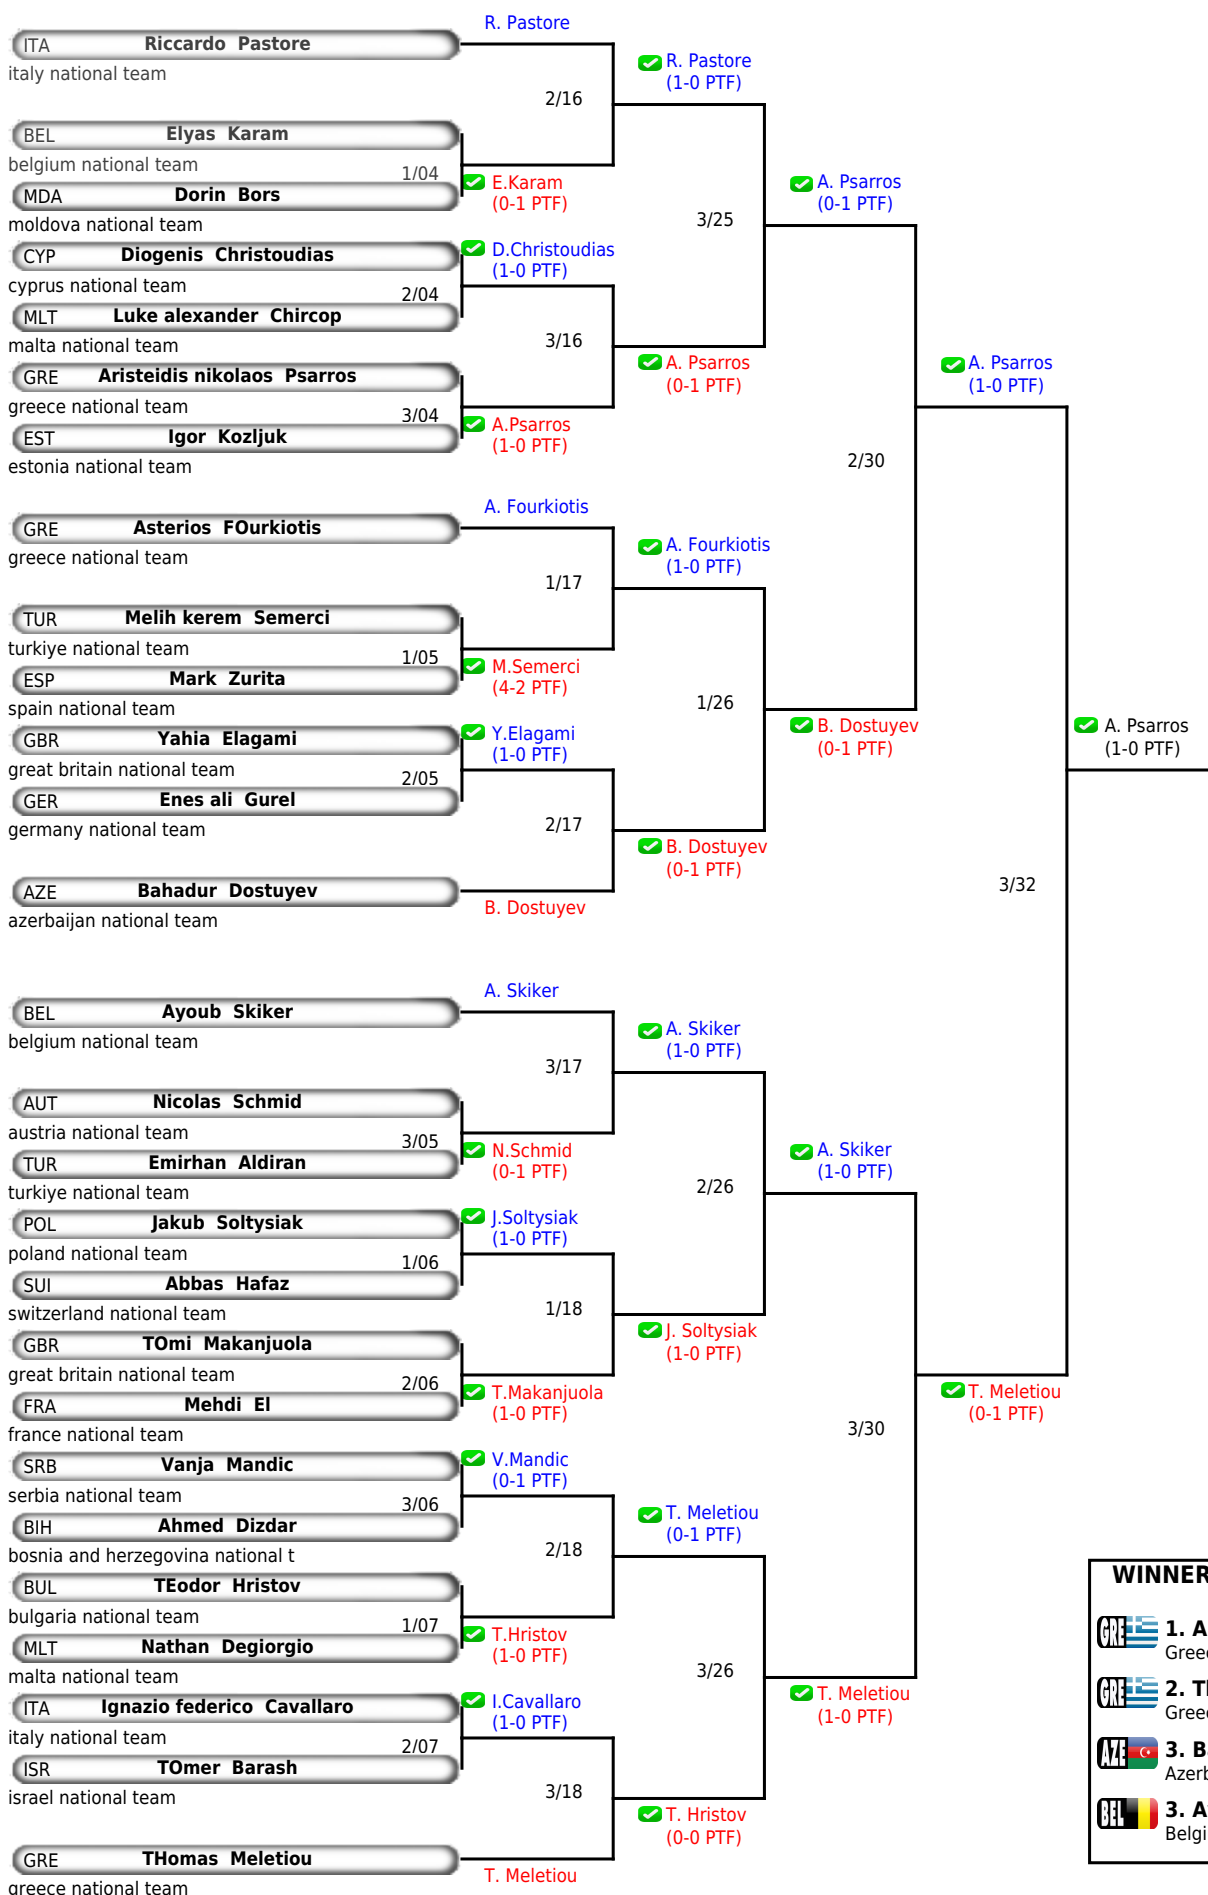 R. Pastore
ITA Riccardo Pastore
italy national team
R. Pastore
(1-0 PTF)
2/16
BEL Elyas Karam
belgium national team
1/04
MDA Dorin Bors
moldova national team
E.Karam
(0-1 PTF)
A. Psarros
(0-1 PTF)
3/25
CYP Diogenis Christoudias
cyprus national team
D.Christoudias
(1-0 PTF)
2/04
MLT Luke alexander Chircop
malta national team
3/16
GRE Aristeidis nikolaos Psarros
greece national team
A. Psarros
(0-1 PTF)
A. Psarros
(1-0 PTF)
3/04
EST Igor Kozljuk
estonia national team
A.Psarros
(1-0 PTF)
2/30
A. Fourkiotis
GRE Asterios FOurkiotis
greece national team
A. Fourkiotis
(1-0 PTF)
1/17
TUR Melih kerem Semerci
turkiye national team
1/05
ESP Mark Zurita
spain national team
M.Semerci
(4-2 PTF)
1/26
GBR Yahia Elagami
great britain national team
Y.Elagami
(1-0 PTF)
B. Dostuyev
(0-1 PTF)
A. Psarros
(1-0 PTF)
2/05
GER Enes ali Gurel
germany national team
2/17
B. Dostuyev
(0-1 PTF)
AZE Bahadur Dostuyev
azerbaijan national team
B. Dostuyev
3/32
A. Skiker
BEL Ayoub Skiker
belgium national team
A. Skiker
(1-0 PTF)
3/17
AUT Nicolas Schmid
austria national team
3/05
TUR Emirhan Aldiran
turkiye national team
N.Schmid
(0-1 PTF)
A. Skiker
(1-0 PTF)
2/26
POL Jakub Soltysiak
poland national team
J.Soltysiak
(1-0 PTF)
1/06
SUI Abbas Hafaz
switzerland national team
1/18
GBR TOmi Makanjuola
great britain national team
J. Soltysiak
(1-0 PTF)
2/06
FRA Mehdi El
france national team
T.Makanjuola
(1-0 PTF)
T. Meletiou
(0-1 PTF)
3/30
SRB Vanja Mandic
serbia national team
V.Mandic
(0-1 PTF)
3/06
BIH Ahmed Dizdar
bosnia and herzegovina national t
T. Meletiou
(0-1 PTF)
2/18
BUL TEodor Hristov
bulgaria national team
1/07
MLT Nathan Degiorgio
malta national team
T.Hristov
(1-0 PTF)
3/26
ITA Ignazio federico Cavallaro
italy national team
I.Cavallaro
(1-0 PTF)
T. Meletiou
(1-0 PTF)
2/07
ISR TOmer Barash
israel national team
3/18
T. Hristov
(0-0 PTF)
GRE THomas Meletiou
greece national team
T. Meletiou
WINNER
GRE 1. A
Greec
GRE 2. Tl
Greec
AZE 3. Ba
Azerb
BEL 3. A
Belgi